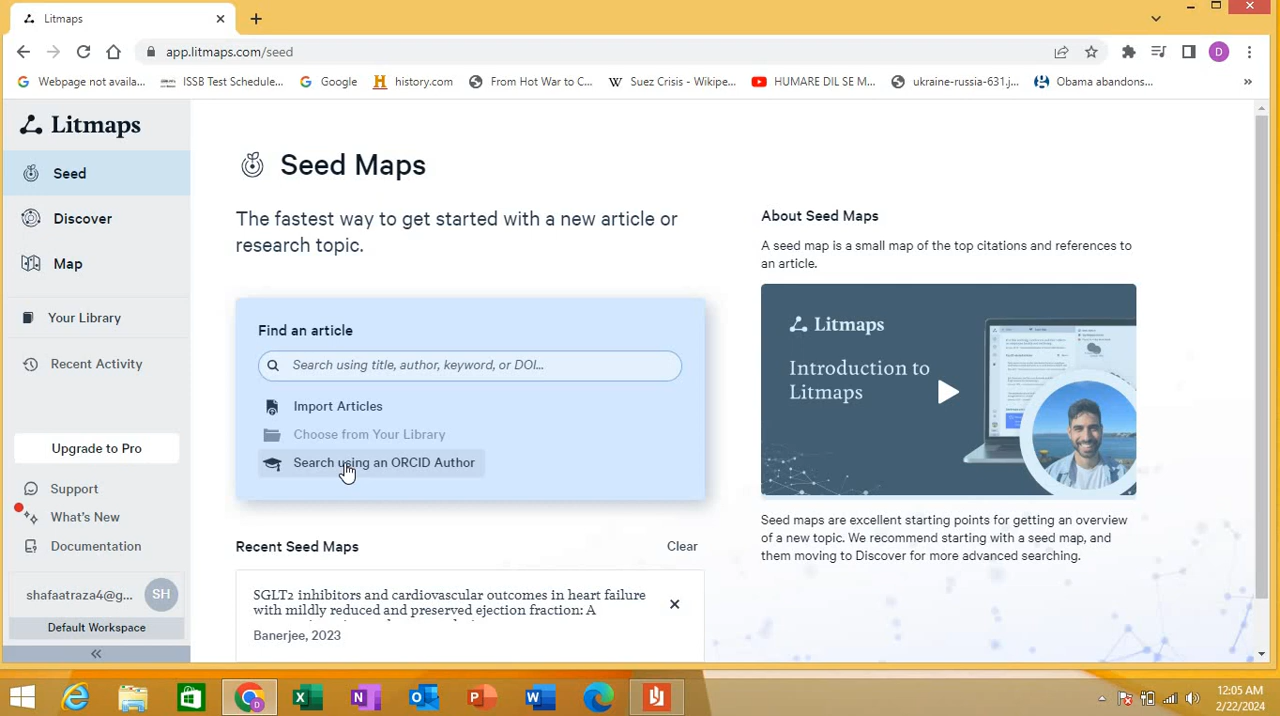 Litmaps
app.litmaps.com/seed
D
Webpage not availa...
ISSB Test Schedule...
Google
history.com
From Hot War to C...
Suez Crisis - Wikipe...
HUMARE DIL SE M...
ukraine-russia-631.j...
Obama abandons...
»
Litmaps
Seed
Discover
Map
Your Library
Recent Activity
Upgrade to Pro
Support
What's New
Documentation
shafaatraza4@g...
SH
Default Workspace
Seed Maps
The fastest way to get started with a new article or
research topic.
Find an article
Search using title, author, keyword, or DOI...
Import Articles
Choose from Your Library
Search using an ORCID Author
Recent Seed Maps
Clear
SGLT2 inhibitors and cardiovascular outcomes in heart failure
with mildly reduced and preserved ejection fraction: A
Banerjee, 2023
About Seed Maps
A seed map is a small map of the top citations and references to
an article.
Litmaps
Introduction to
Litmaps
Seed maps are excellent starting points for getting an overview
of a new topic. We recommend starting with a seed map, and
them moving to Discover for more advanced searching.
12:05 AM
2/22/2024